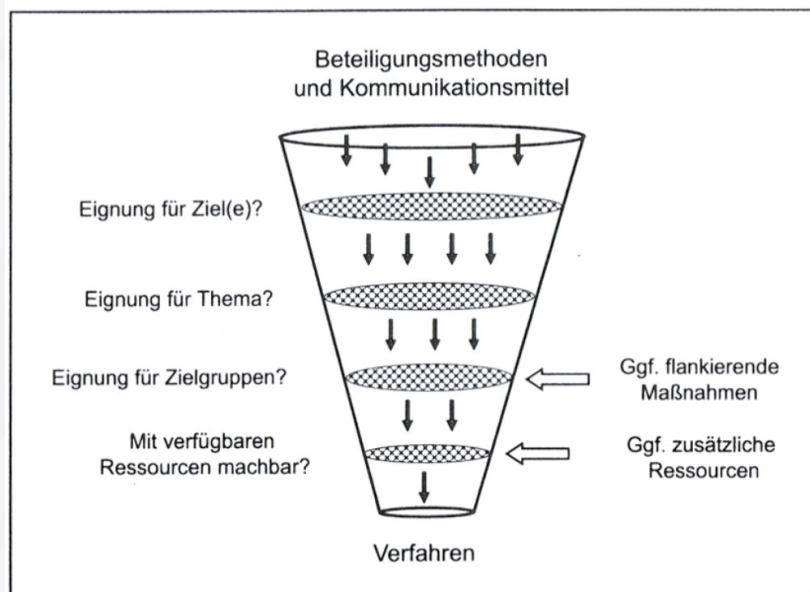 Beteiligungsmethoden
und Kommunikationsmittel
Eignung für Ziel(e)?
Eignung für Thema?
Eignung für Zielgruppen?
Ggf. flankierende
Maßnahmen
Mit verfügbaren
Ressourcen machbar?
Ggf. zusätzliche
Ressourcen
Verfahren